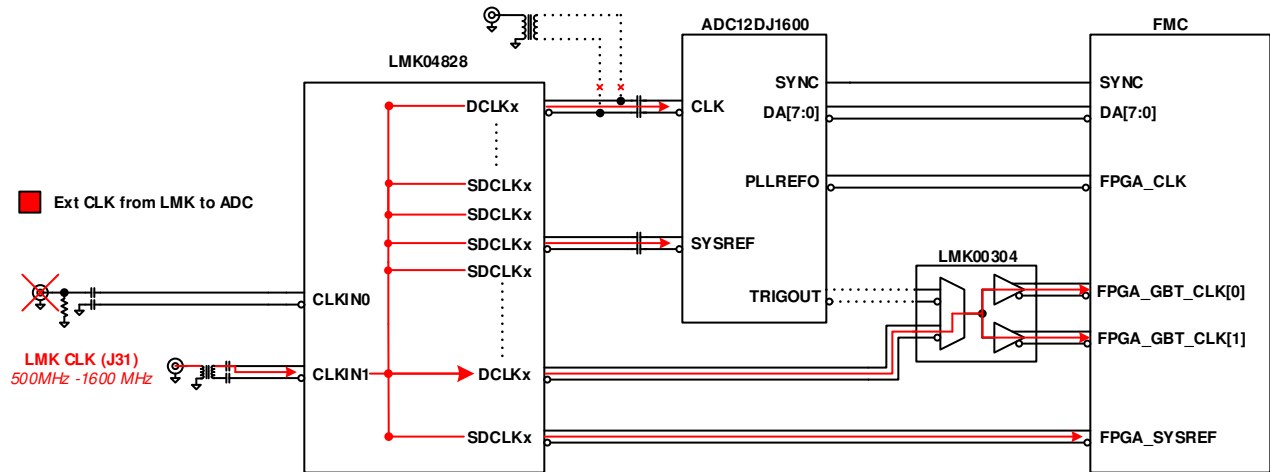 ADC12DJ1600
FMC
LMK04828
SYNC
SYNC
DCLKx
CLK
DA[7:0]
DA[7:0]
SDCLKx
PLLREFO
FPGA_CLK
Ext CLK from LMK to ADC
SDCLKx
SDCLKx
SYSREF
LMK00304
SDCLKx
CLKIN0
TRIGOUT
FPGA_GBT_CLK[0]
FPGA_GBT_CLK[1]
LMK CLK (J31)
500MHz -1600 MHz
CLKIN1
DCLKx
SDCLKx
FPGA_SYSREF